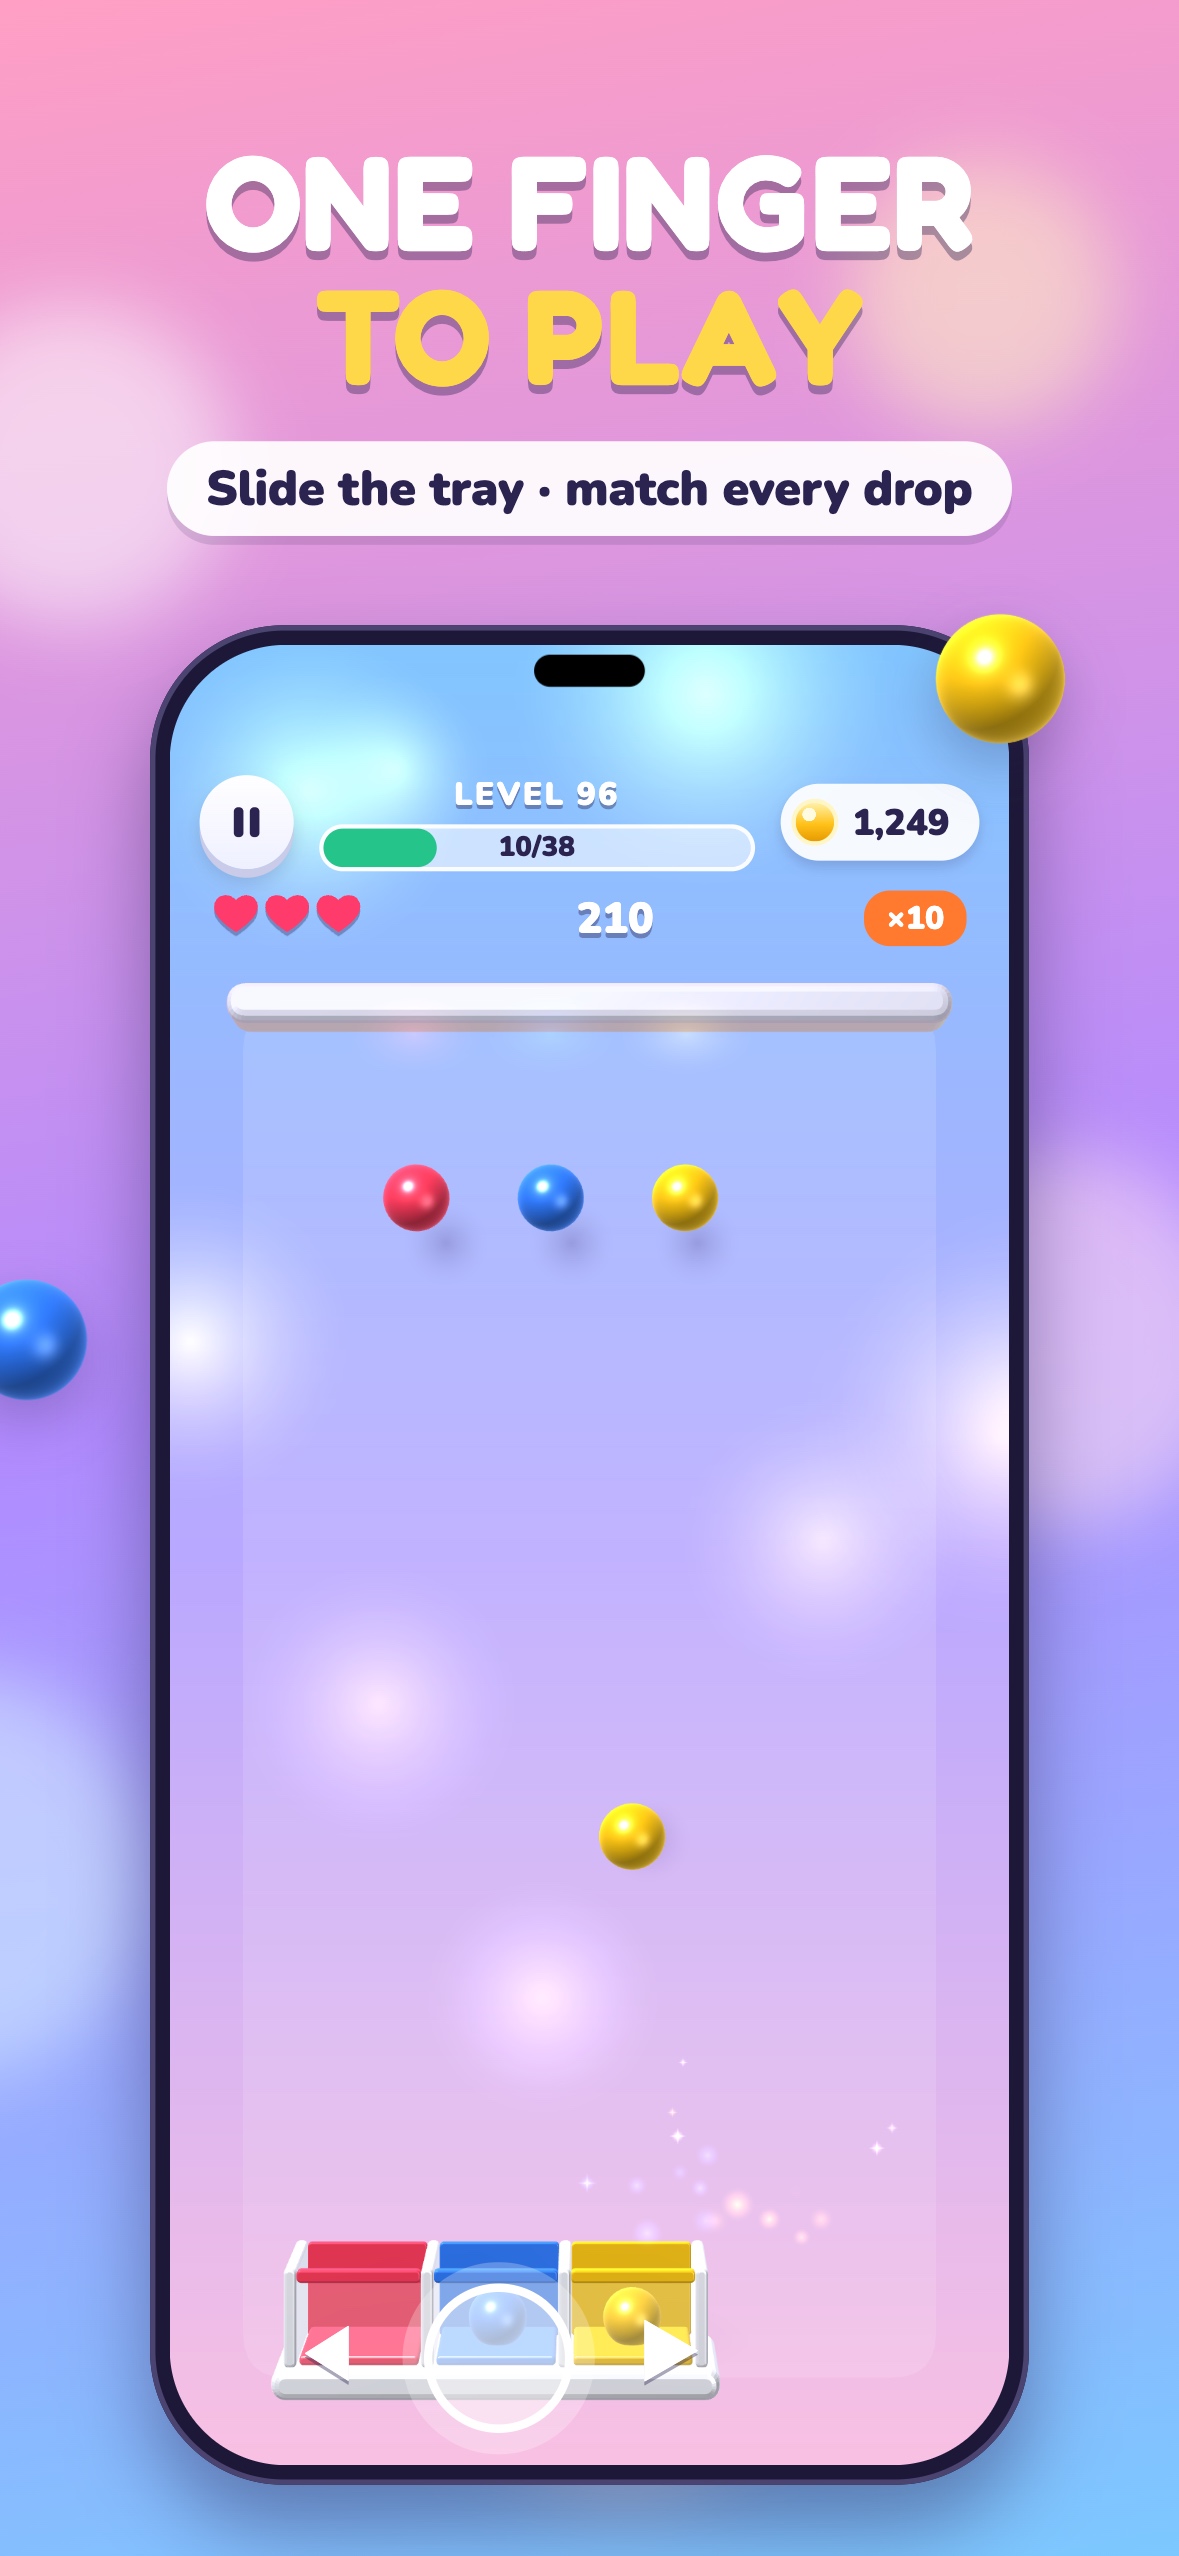 ONE FINGER
TO PLAY
Slide the tray · match every drop
LEVEL 96
10/38
1,249
210
×10